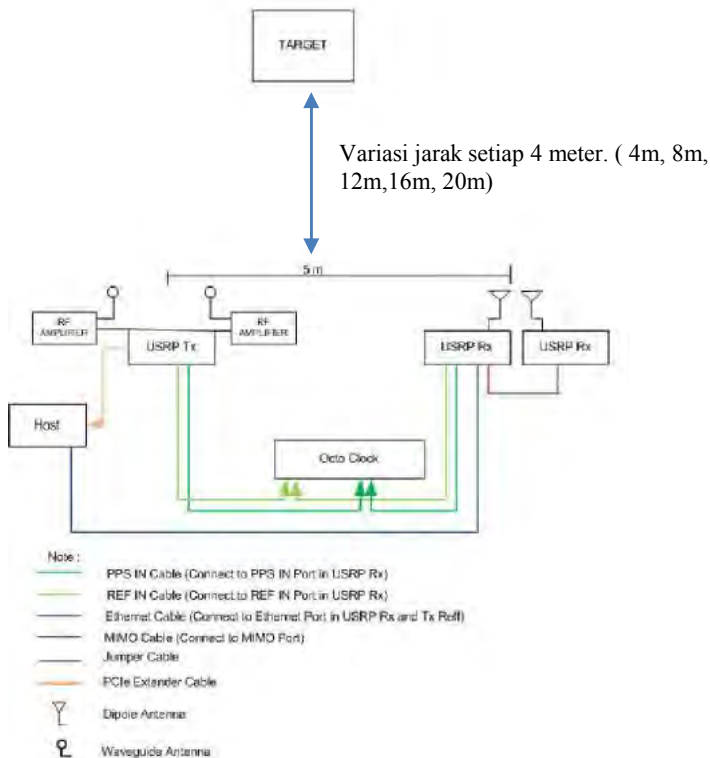 TARGET
Variasi jarak setiap 4 meter. ( 4m, 8m,
12m,16m, 20m)
5 m
RF
AMPLIFIER
RF
AMPLIFIER
USRP Tx
USRP Rx
USRP Rx
Host
Octo Clock
Note :
PPS IN Cable (Connect to PPS IN Port in USRP Rx)
REF IN Cable (Connect to REF IN Port in USRP Rx)
Ethernet Cable (Connect to Ethernet Port in USRP Rx and Tx Reff)
MIMO Cable (Connect to MIMO Port)
Jumper Cable
PCIe Extander Cable
Dipole Antenna
Waveguide Antenna